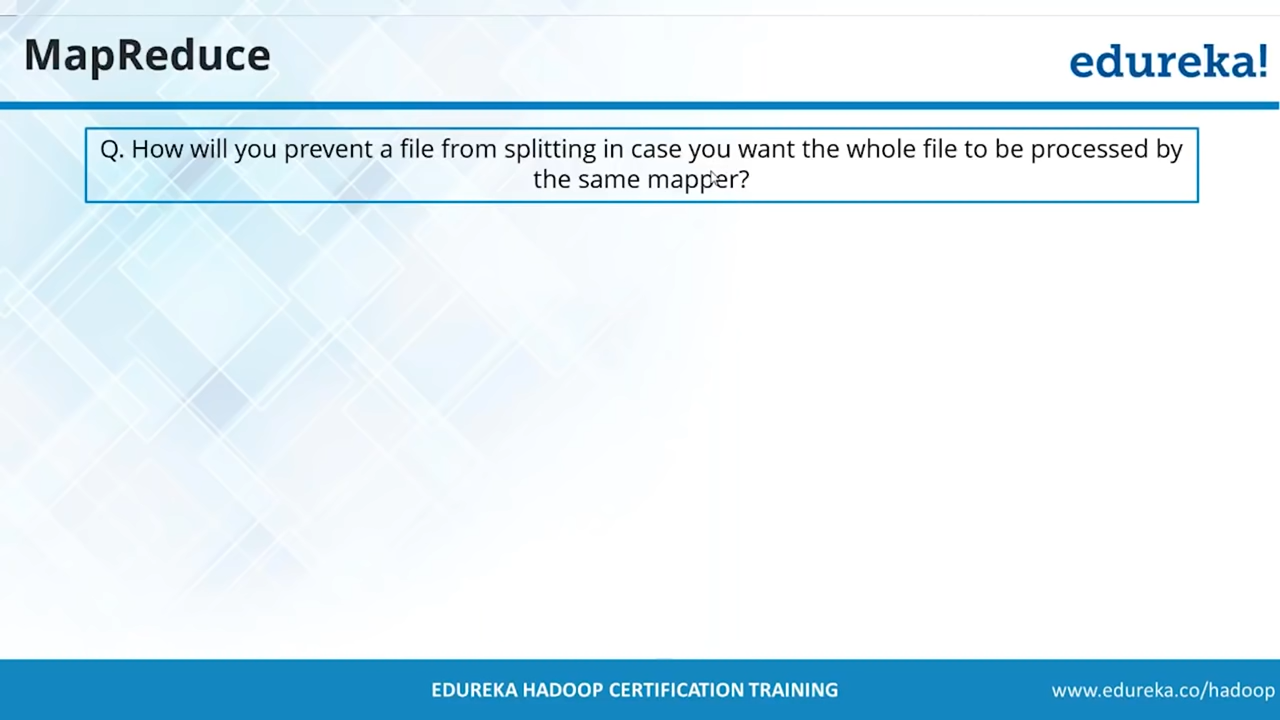 MapReduce
edureka!
Q. How will you prevent a file from splitting in case you want the whole file to be processed by
the same mapper?
EDUREKA HADOOP CERTIFICATION TRAINING
www.edureka.co/hadoop